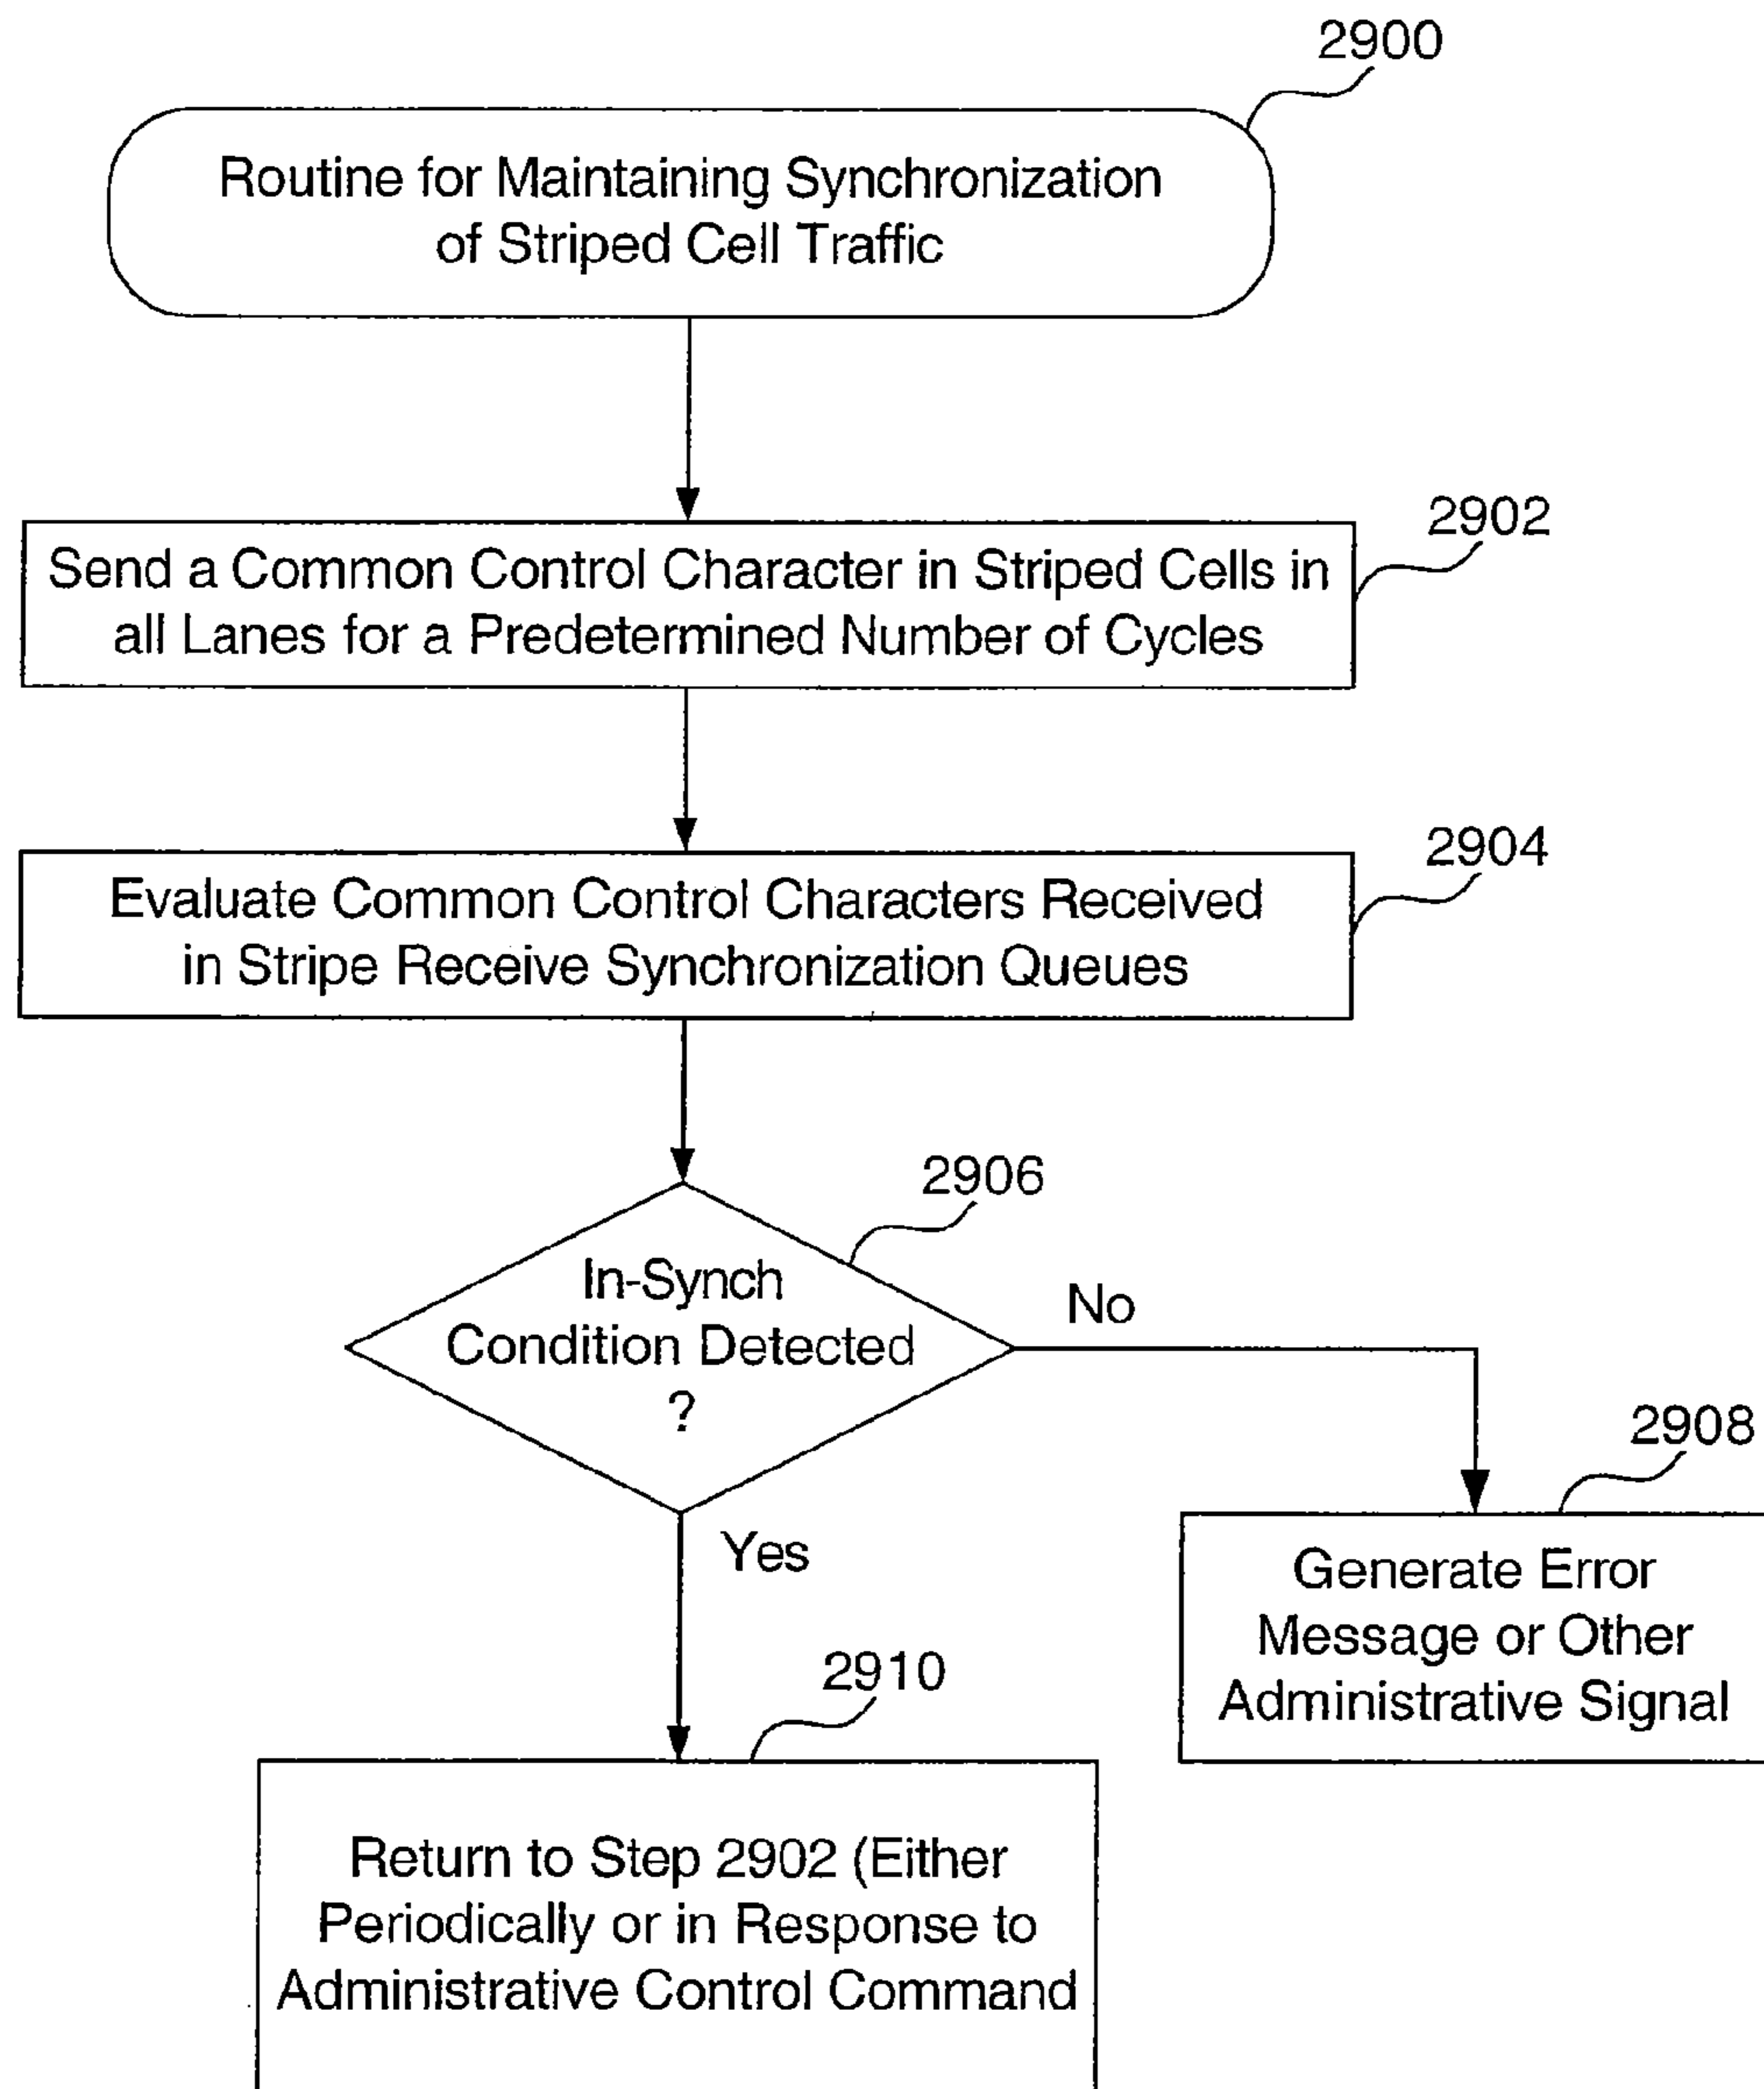 2900
Routine for Maintaining Synchronization
of Striped Cell Traffic
2902
Send a Common Control Character in Striped Cells in
all Lanes for a Predetermined Number of Cycles
2904
Evaluate Common Control Characters Received
in Stripe Receive Synchronization Queues
2906
In-Synch
Condition Detected
?
No
Yes
2908
Generate Error
Message or Other
Administrative Signal
2910
Return to Step 2902 (Either
Periodically or in Response to
Administrative Control Command